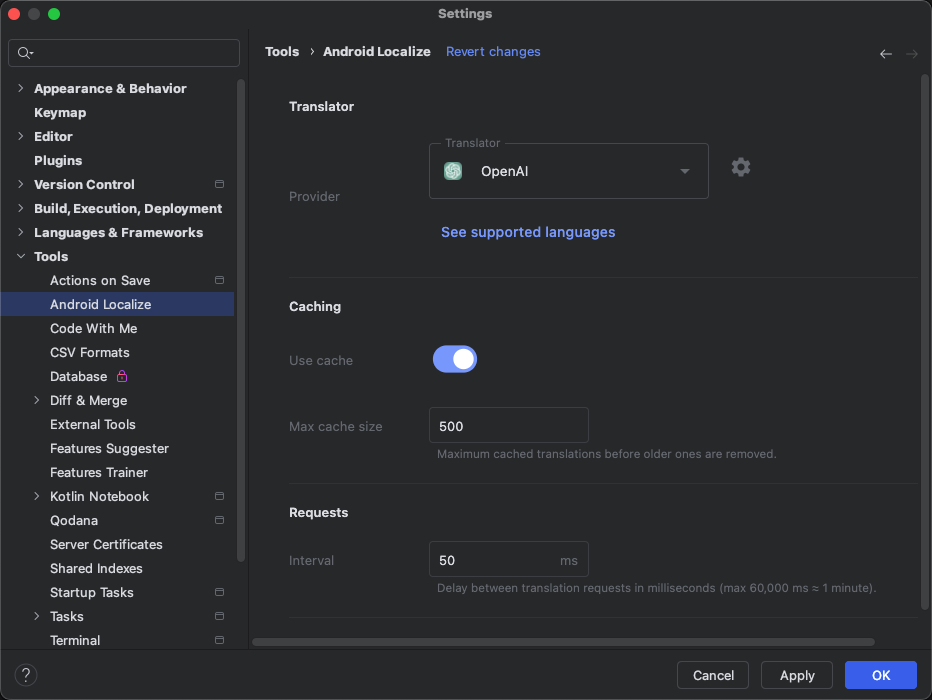 Settings
Tools › Android Localize Revert changes
Appearance & Behavior
Keymap
Editor
Plugins
Version Control
Build, Execution, Deployment
Languages & Frameworks
Tools
Actions on Save
Android Localize
Code With Me
CSV Formats
Database
Diff & Merge
External Tools
Features Suggester
Features Trainer
Kotlin Notebook
Qodana
Server Certificates
Shared Indexes
Startup Tasks
Tasks
Terminal
Translator
Translator
OpenAI
Provider
See supported languages
Caching
Use cache
Max cache size 500
Maximum cached translations before older ones are removed.
Requests
Interval 50 ms
Delay between translation requests in milliseconds (max 60,000 ms ≈ 1 minute).
? Cancel Apply OK